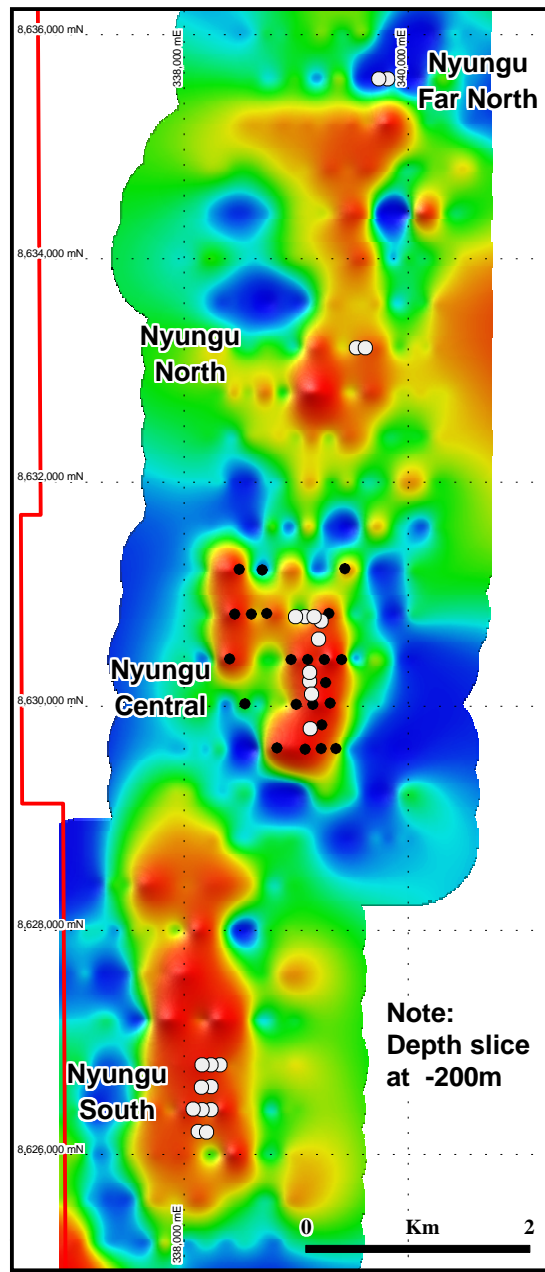 8,636,000 mN
338,000 mE
340,000 mE
Nyungu
Far North
8,634,000 mN
Nyungu
North
8,632,000 mN
Nyungu
Central
8,630,000 mN
8,628,000 mN
Note:
Depth slice
at -200m
Nyungu
South
8,626,000 mN
338,000 mE
0 Km 2